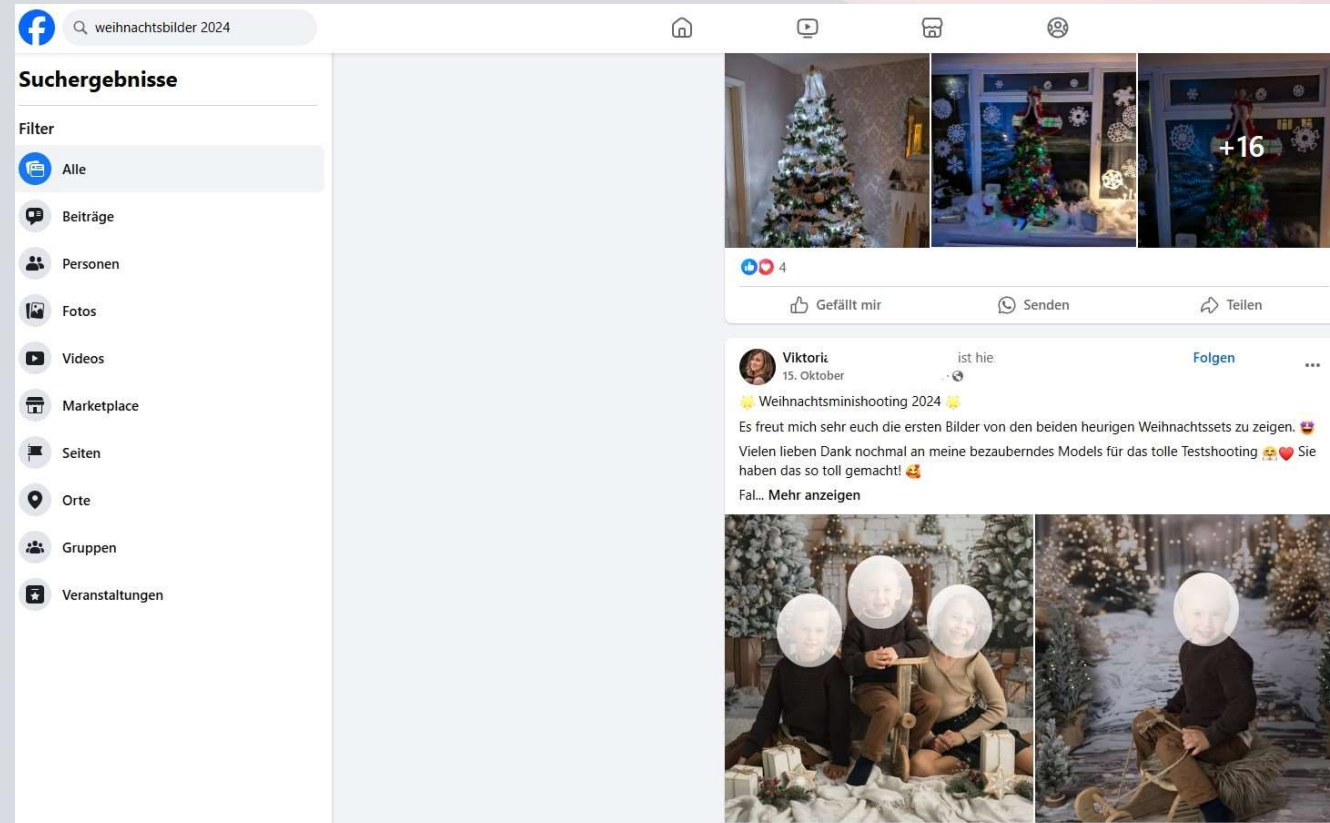 weihnachtsbilder 2024
Suchergebnisse
Filter
Alle
Beiträge
Personen
Fotos
Videos
Marketplace
Seiten
Orte
Gruppen
Veranstaltungen
+16
4
Gefällt mir Senden Teilen
Viktoria ist hie Folgen
15. Oktober
🌟 Weihnachtsminishooting 2024 🌟
Es freut mich sehr euch die ersten Bilder von den beiden heurigen Weihnachtssets zu zeigen. 🤩
Vielen lieben Dank nochmal an meine bezauberndes Models für das tolle Testshooting 🤗❤️ Sie
haben das so toll gemacht! 🥰
Fal... Mehr anzeigen